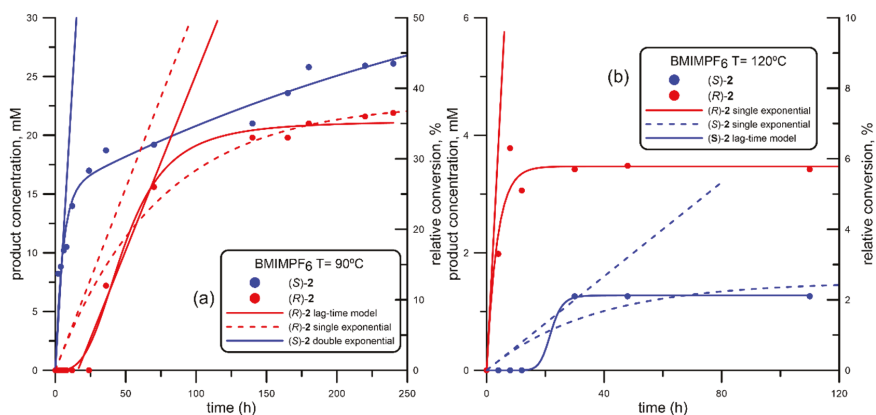 30
25
20
15
10
5
0
product concentration, mM
50
40
30
20
10
0
relative conversion, %
0
50
100
150
200
250
time (h)
(a)
BMIMPF6 T= 90ºC
(S)-2
(R)-2
(R)-2 lag-time model
(R)-2 single exponential
(S)-2 double exponential
6
4
2
0
product concentration, mM
10
8
6
4
2
0
relative conversion, %
0
40
80
120
time (h)
(b)
BMIMPF6 T= 120ºC
(S)-2
(R)-2
(R)-2 single exponential
(S)-2 single exponential
(S)-2 lag-time model